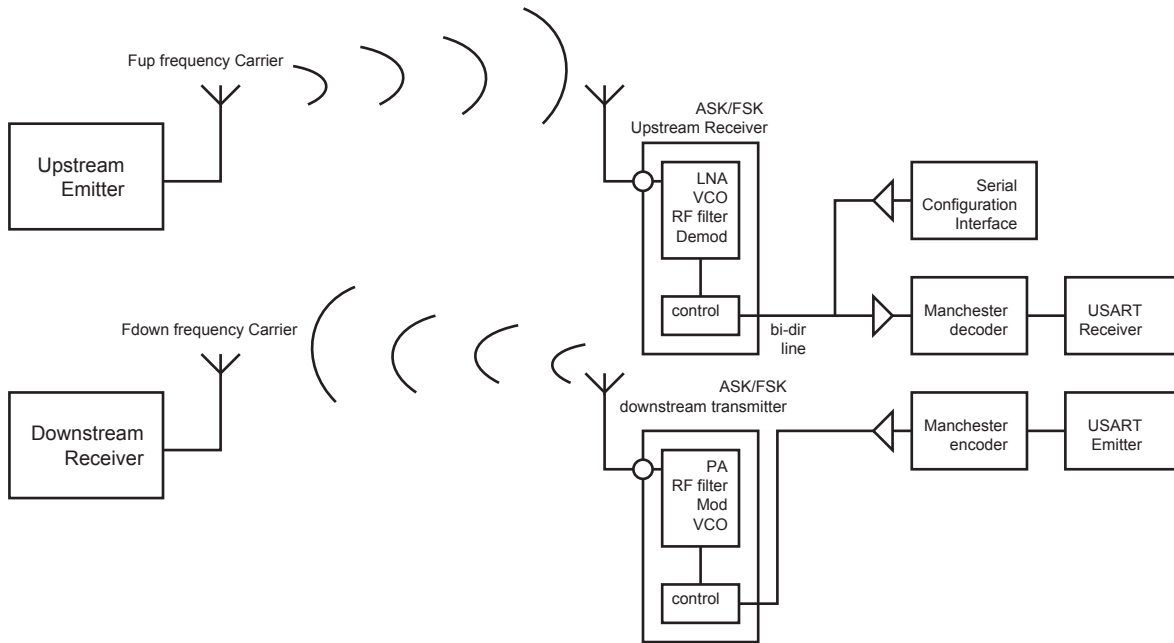 Fup frequency Carrier
Upstream
Emitter
ASK/FSK
Upstream Receiver
LNA
VCO
RF filter
Demod
control
bi-dir
line
Serial
Configuration
Interface
Manchester
decoder
USART
Receiver
Fdown frequency Carrier
Downstream
Receiver
ASK/FSK
downstream transmitter
PA
RF filter
Mod
VCO
control
Manchester
encoder
USART
Emitter